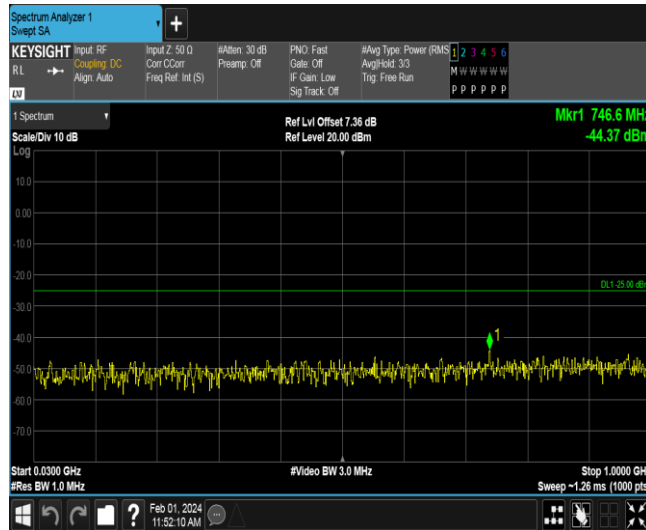 Spectrum Analyzer 1
Swept SA
KEYSIGHT
RL
LXI
Input: RF
Coupling: DC
Align: Auto
Input Z: 50 Ω
Corr CCorr
Freq Ref: Int (S)
#Atten: 30 dB
Preamp: Off
PNO: Fast
Gate: Off
IF Gain: Low
Sig Track: Off
#Avg Type: Power (RMS
Avg|Hold: 3/3
Trig: Free Run
1 2 3 4 5 6
M W W W W W
P P P P P P
1 Spectrum
Scale/Div 10 dB
Log
Ref Lvl Offset 7.36 dB
Ref Level 20.00 dBm
Mkr1 746.6 MHz
-44.37 dBm
10.0
0.00
-10.0
-20.0
DL1 -25.00 dBm
-30.0
-40.0
1
-50.0
-60.0
-70.0
Start 0.0300 GHz
#Res BW 1.0 MHz
#Video BW 3.0 MHz
Stop 1.0000 GH
Sweep ~1.26 ms (1000 pts
?
Feb 01, 2024
11:52:10 AM